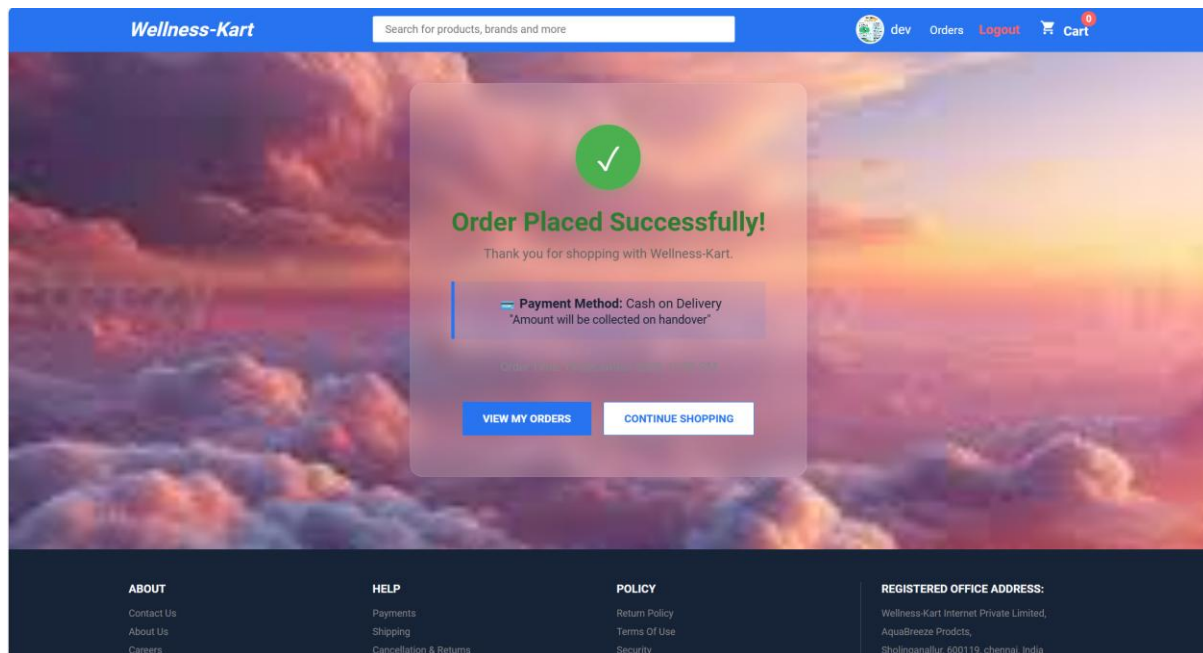 Wellness-Kart
Search for products, brands and more
dev
Orders
Logout
Cart
0
✓
Order Placed Successfully!
Thank you for shopping with Wellness-Kart.
Payment Method: Cash on Delivery
"Amount will be collected on handover"
VIEW MY ORDERS
CONTINUE SHOPPING
ABOUT
Contact Us
About Us
Careers
HELP
Payments
Shipping
Cancellation & Returns
POLICY
Return Policy
Terms Of Use
Security
REGISTERED OFFICE ADDRESS:
Wellness-Kart Internet Private Limited,
AquaBreeze Prodcts,
Sholinganallur, 600119, chennai, India